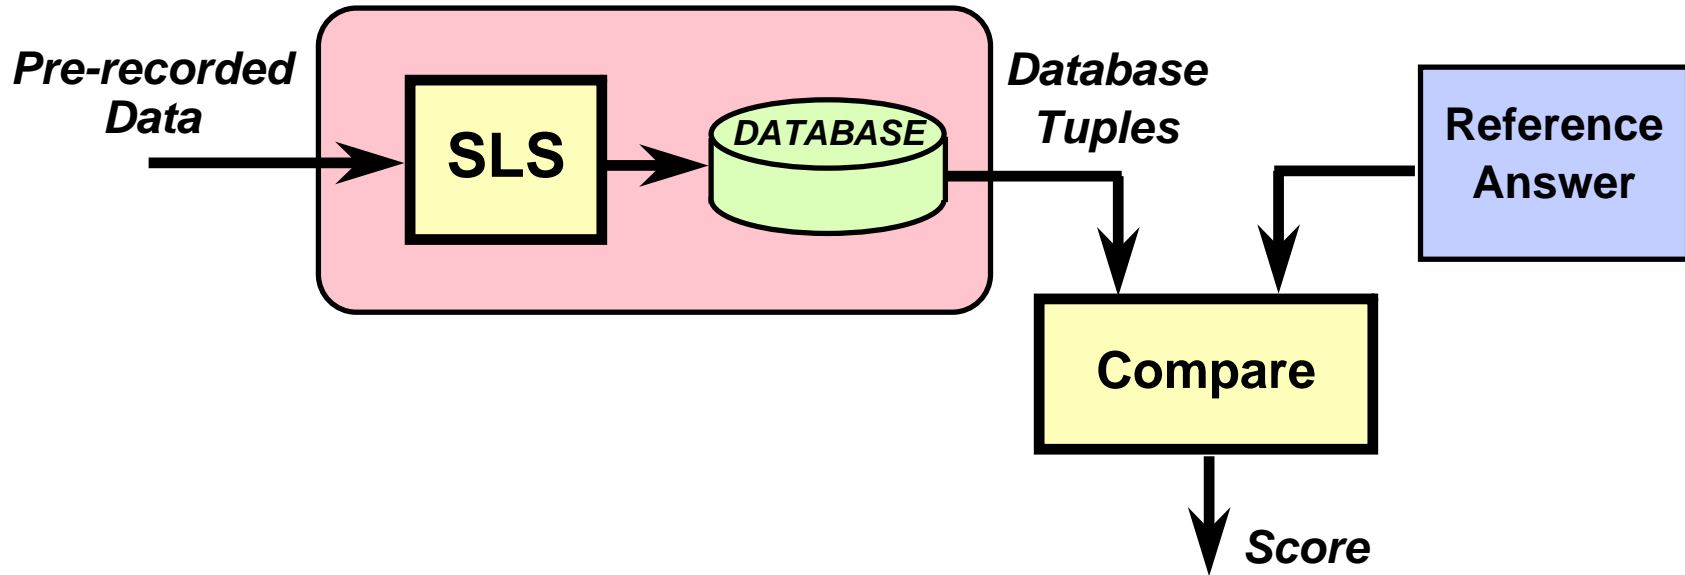 Pre-recorded
Data
SLS
DATABASE
Database
Tuples
Reference
Answer
Compare
Score